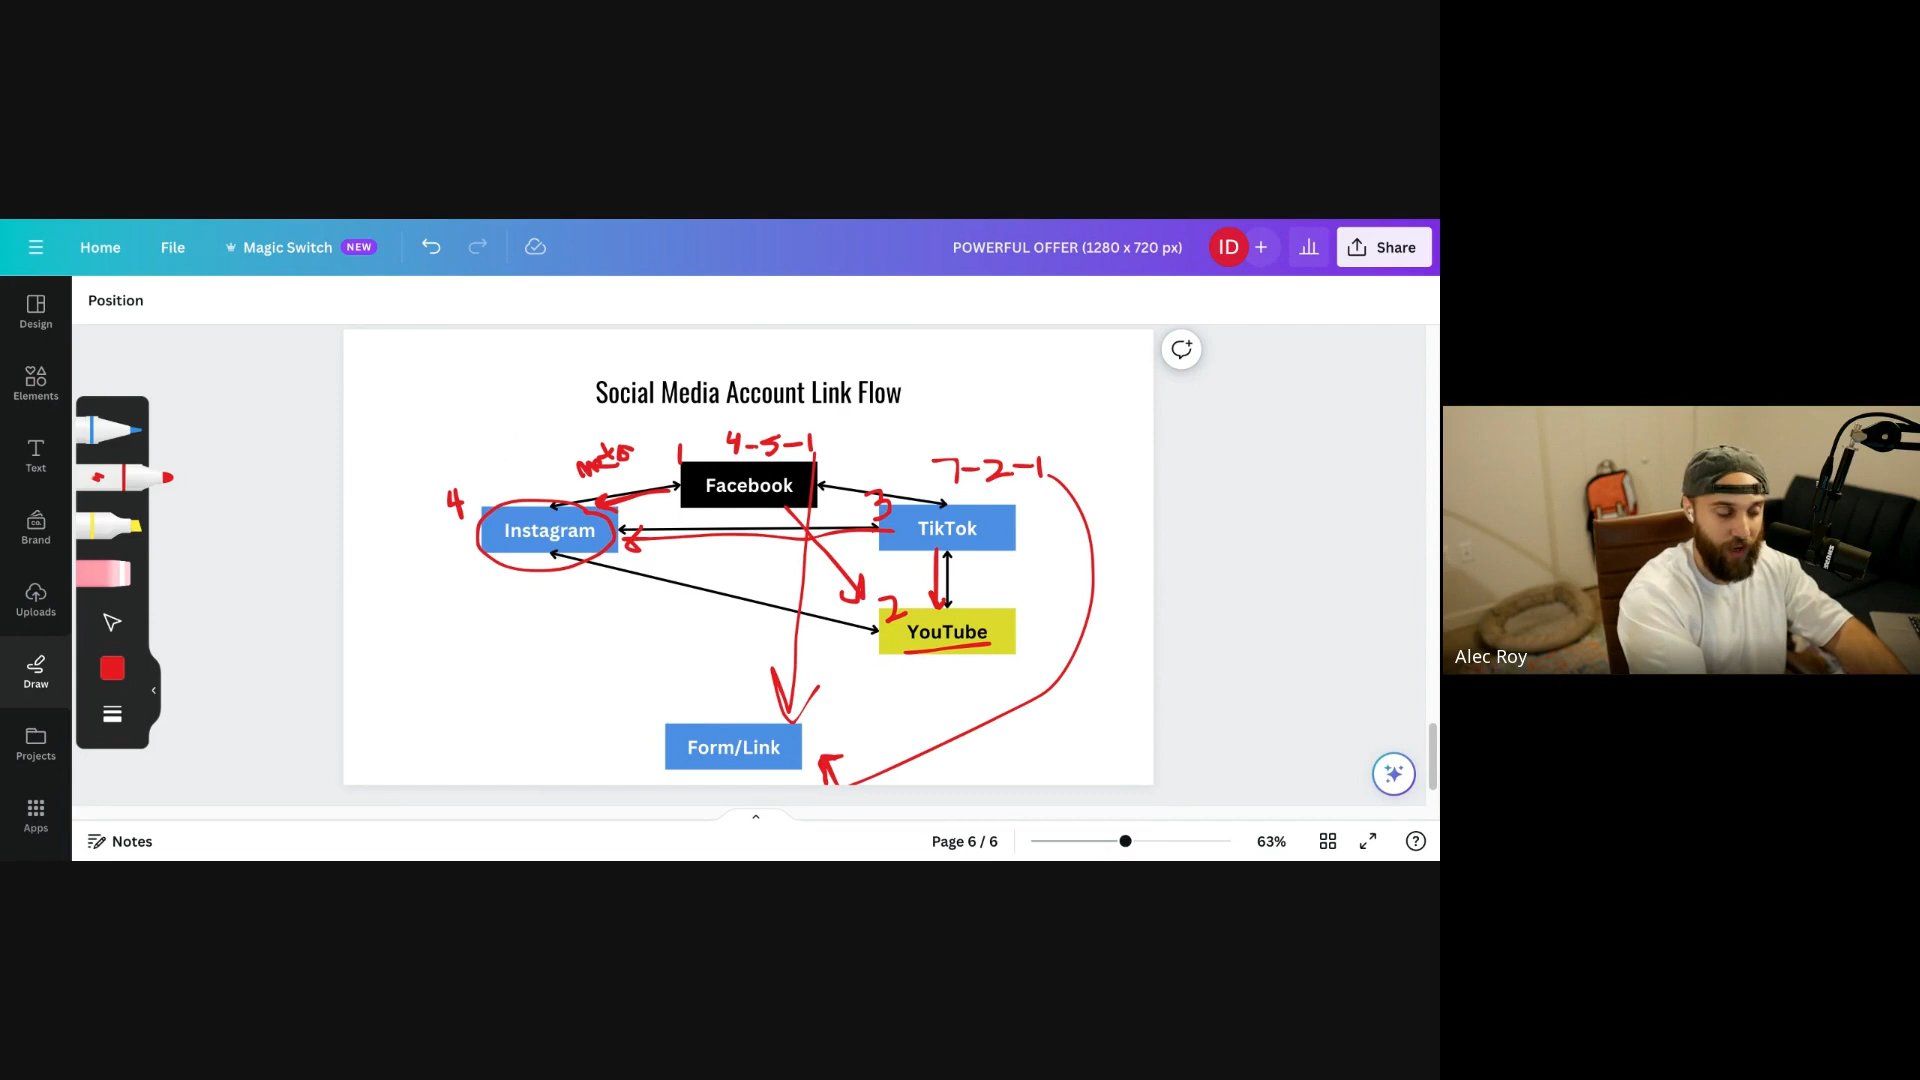 Home
File
Magic Switch
NEW
POWERFUL OFFER (1280 x 720 px)
ID
+
Share
Position
Design
Elements
Text
Brand
Uploads
Draw
Projects
Apps
Social Media Account Link Flow
4-5-1
1
7-2-1
4
3
Facebook
Instagram
TikTok
2
YouTube
Form/Link
Notes
Page 6 / 6
63%
Alec Roy